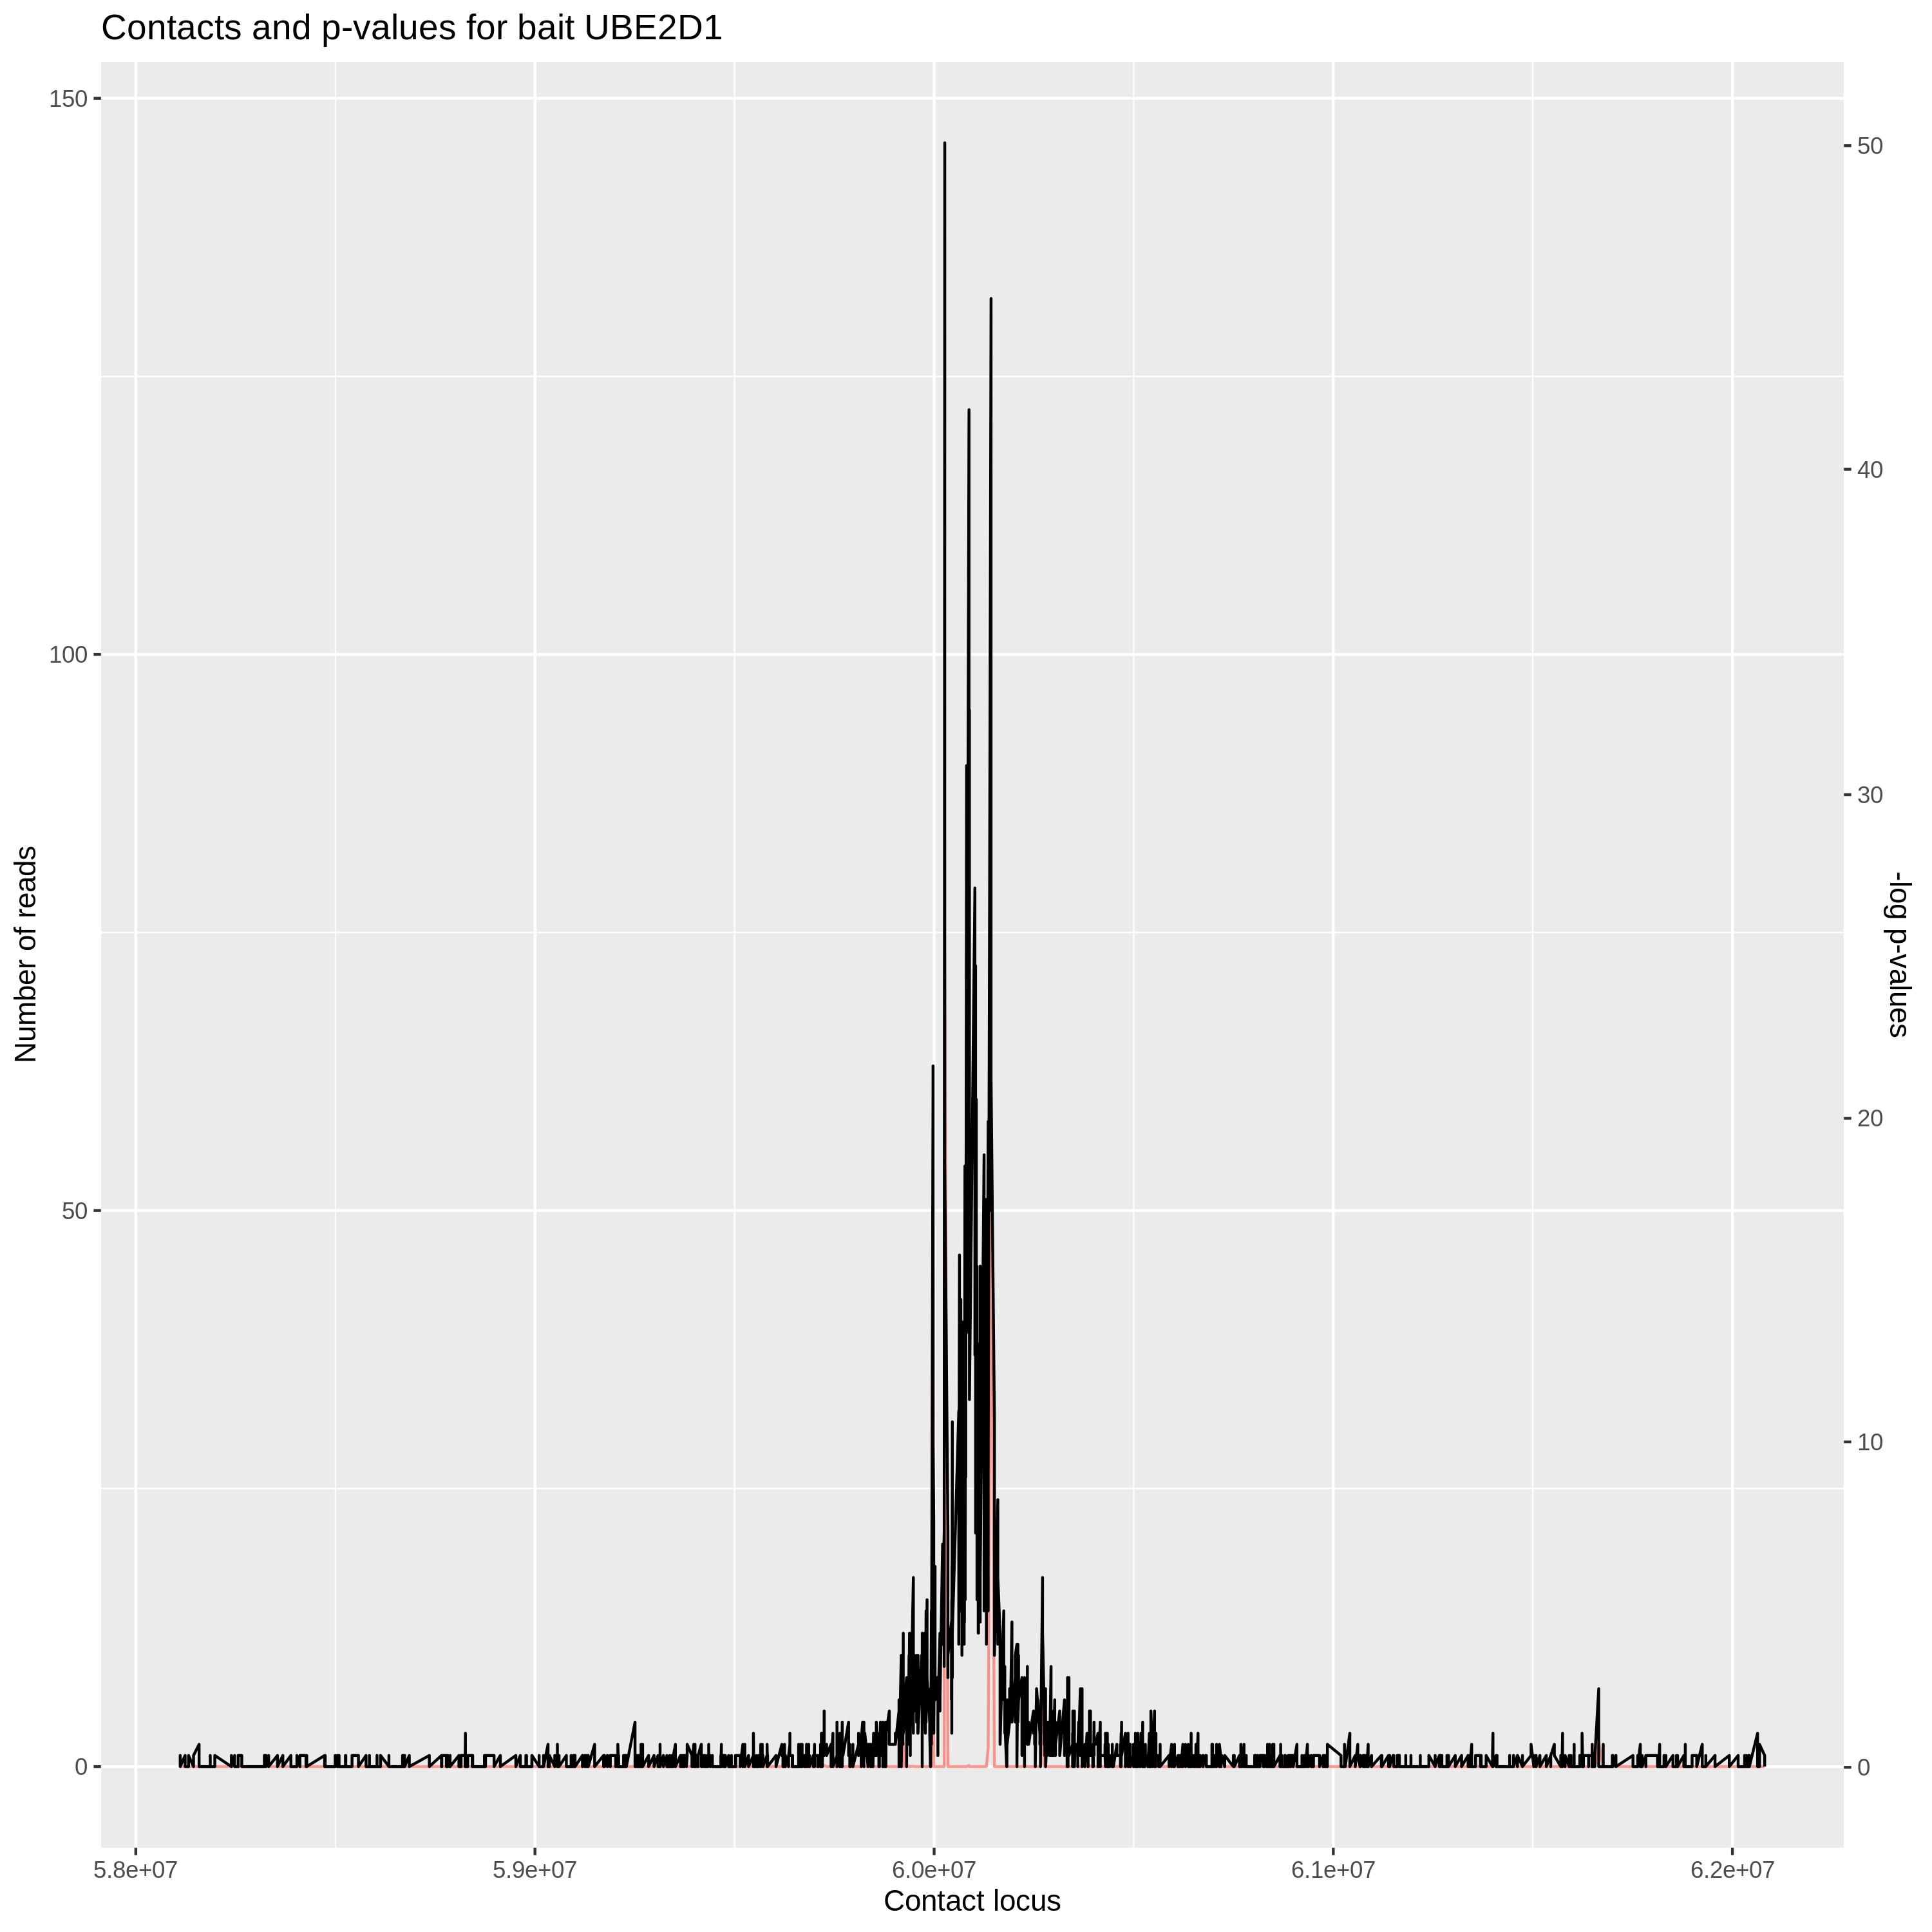 Contacts and p-values for bait UBE2D1
150
100
50
0
Number of reads
50
40
30
20
10
0
-log p-values
5.8e+07
5.9e+07
6.0e+07
6.1e+07
6.2e+07
Contact locus